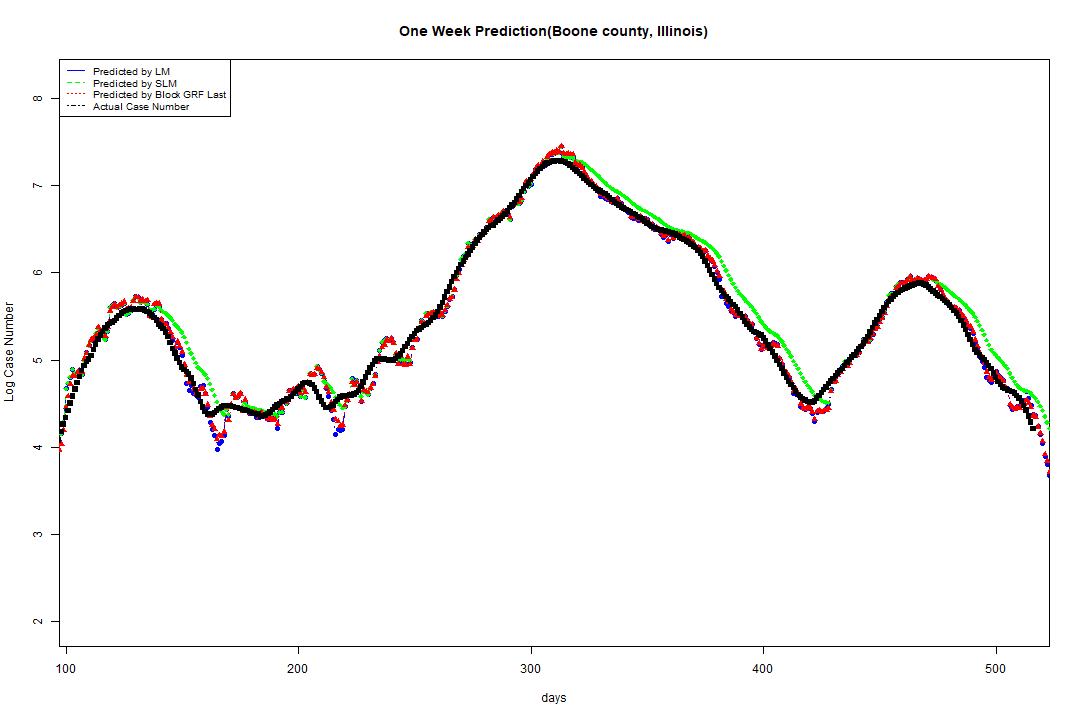 One Week Prediction(Boone county, Illinois)
Predicted by LM
Predicted by SLM
Predicted by Block GRF Last
Actual Case Number
8
7
6
5
4
3
2
Log Case Number
100 200 300 400 500
days